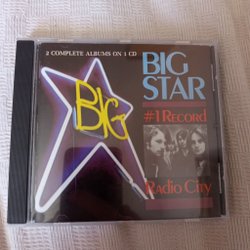 2 COMPLETE ALBUMS ON 1 CD
BIG
STAR
BIG
#1 RECORD
Radio City